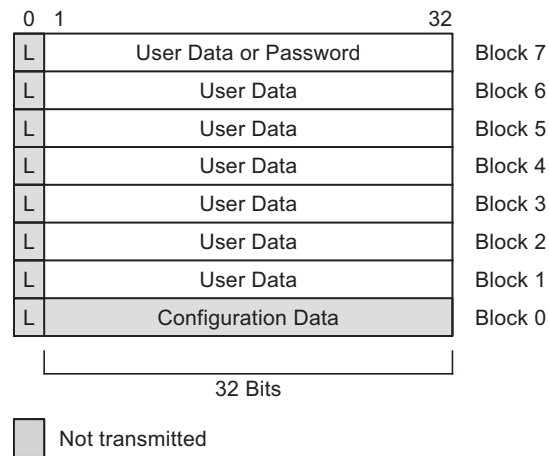 0 1 32
L User Data or Password Block 7
L User Data Block 6
L User Data Block 5
L User Data Block 4
L User Data Block 3
L User Data Block 2
L User Data Block 1
L Configuration Data Block 0
32 Bits
Not transmitted